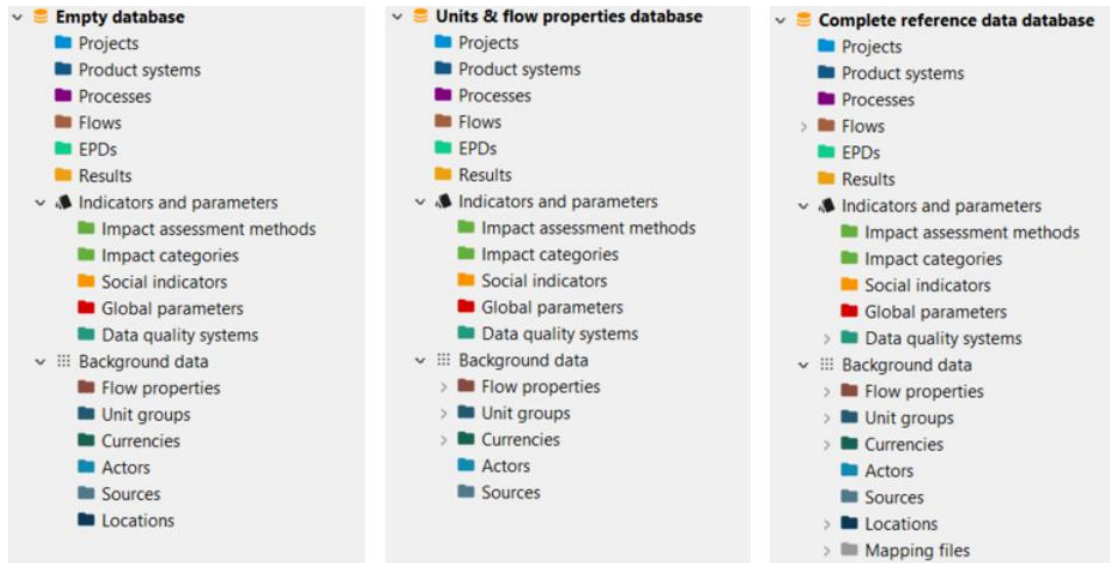 Empty database
Projects
Product systems
Processes
Flows
EPDs
Results
Indicators and parameters
Impact assessment methods
Impact categories
Social indicators
Global parameters
Data quality systems
Background data
Flow properties
Unit groups
Currencies
Actors
Sources
Locations
Units & flow properties database
Projects
Product systems
Processes
Flows
EPDs
Results
Indicators and parameters
Impact assessment methods
Impact categories
Social indicators
Global parameters
Data quality systems
Background data
Flow properties
Unit groups
Currencies
Actors
Sources
Complete reference data database
Projects
Product systems
Processes
Flows
EPDs
Results
Indicators and parameters
Impact assessment methods
Impact categories
Social indicators
Global parameters
Data quality systems
Background data
Flow properties
Unit groups
Currencies
Actors
Sources
Locations
Mapping files